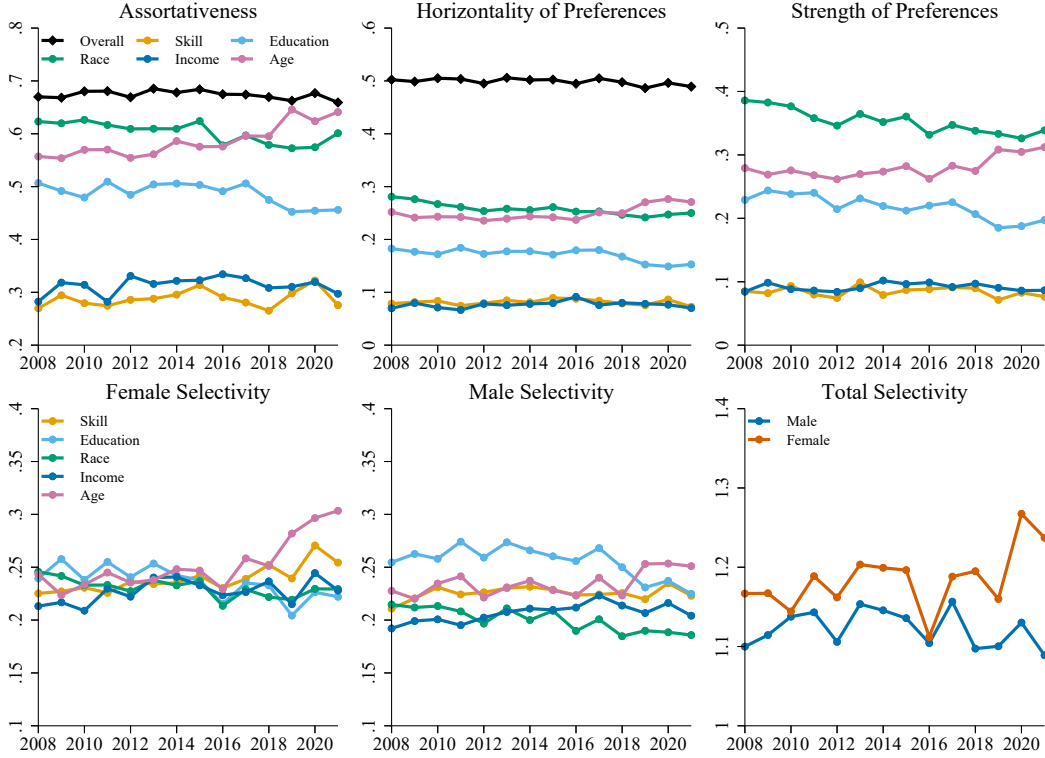 Assortativeness
Horizontality of Preferences
Strength of Preferences
.8
.7
.6
.5
.4
.3
.2
Overall
Skill
Education
Race
Income
Age
2008 2010 2012 2014 2016 2018 2020
.6
.5
.4
.3
.2
.1
0
2008 2010 2012 2014 2016 2018 2020
.5
.4
.3
.2
.1
0
2008 2010 2012 2014 2016 2018 2020
Female Selectivity
Male Selectivity
Total Selectivity
.4
.35
.3
.25
.2
.15
.1
Skill
Education
Race
Income
Age
2008 2010 2012 2014 2016 2018 2020
.4
.35
.3
.25
.2
.15
.1
2008 2010 2012 2014 2016 2018 2020
1.4
1.3
1.2
1.1
1
Male
Female
2008 2010 2012 2014 2016 2018 2020